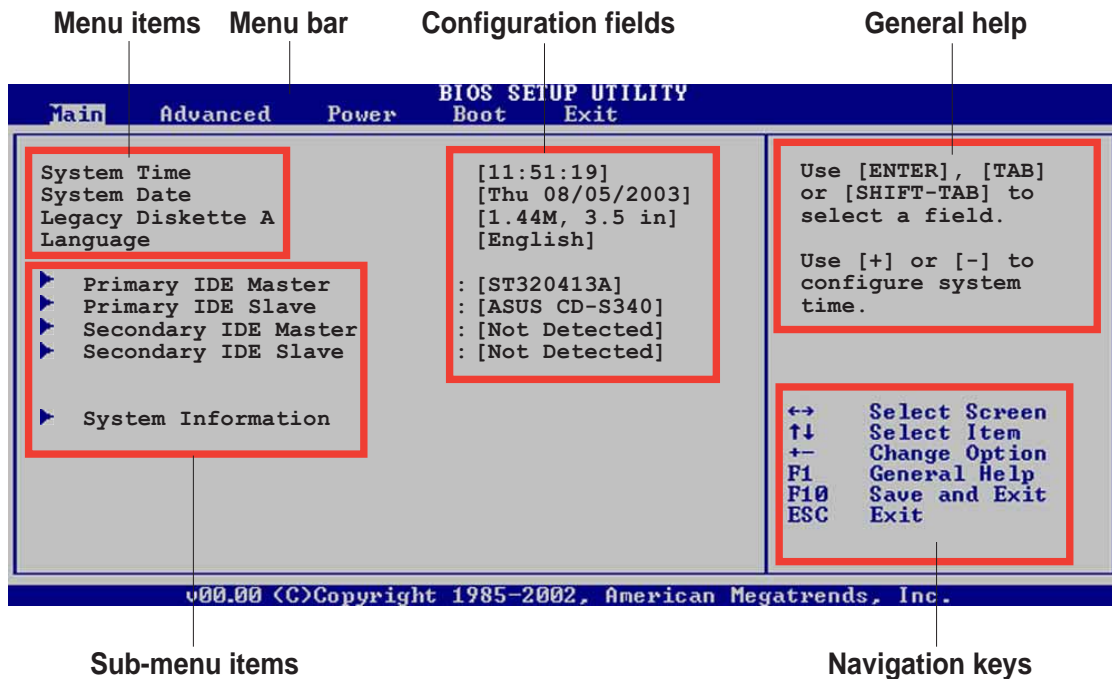 Menu items Menu bar Configuration fields General help
BIOS SETUP UTILITY
Main Advanced Power Boot Exit
System Time [11:51:19]
System Date [Thu 08/05/2003]
Legacy Diskette A [1.44M, 3.5 in]
Language [English]
Primary IDE Master : [ST320413A]
Primary IDE Slave : [ASUS CD-S340]
Secondary IDE Master : [Not Detected]
Secondary IDE Slave : [Not Detected]
System Information
Use [ENTER], [TAB]
or [SHIFT-TAB] to
select a field.
Use [+] or [-] to
configure system
time.
←→ Select Screen
↑↓ Select Item
+- Change Option
F1 General Help
F10 Save and Exit
ESC Exit
v00.00 (C)Copyright 1985-2002, American Megatrends, Inc.
Sub-menu items Navigation keys